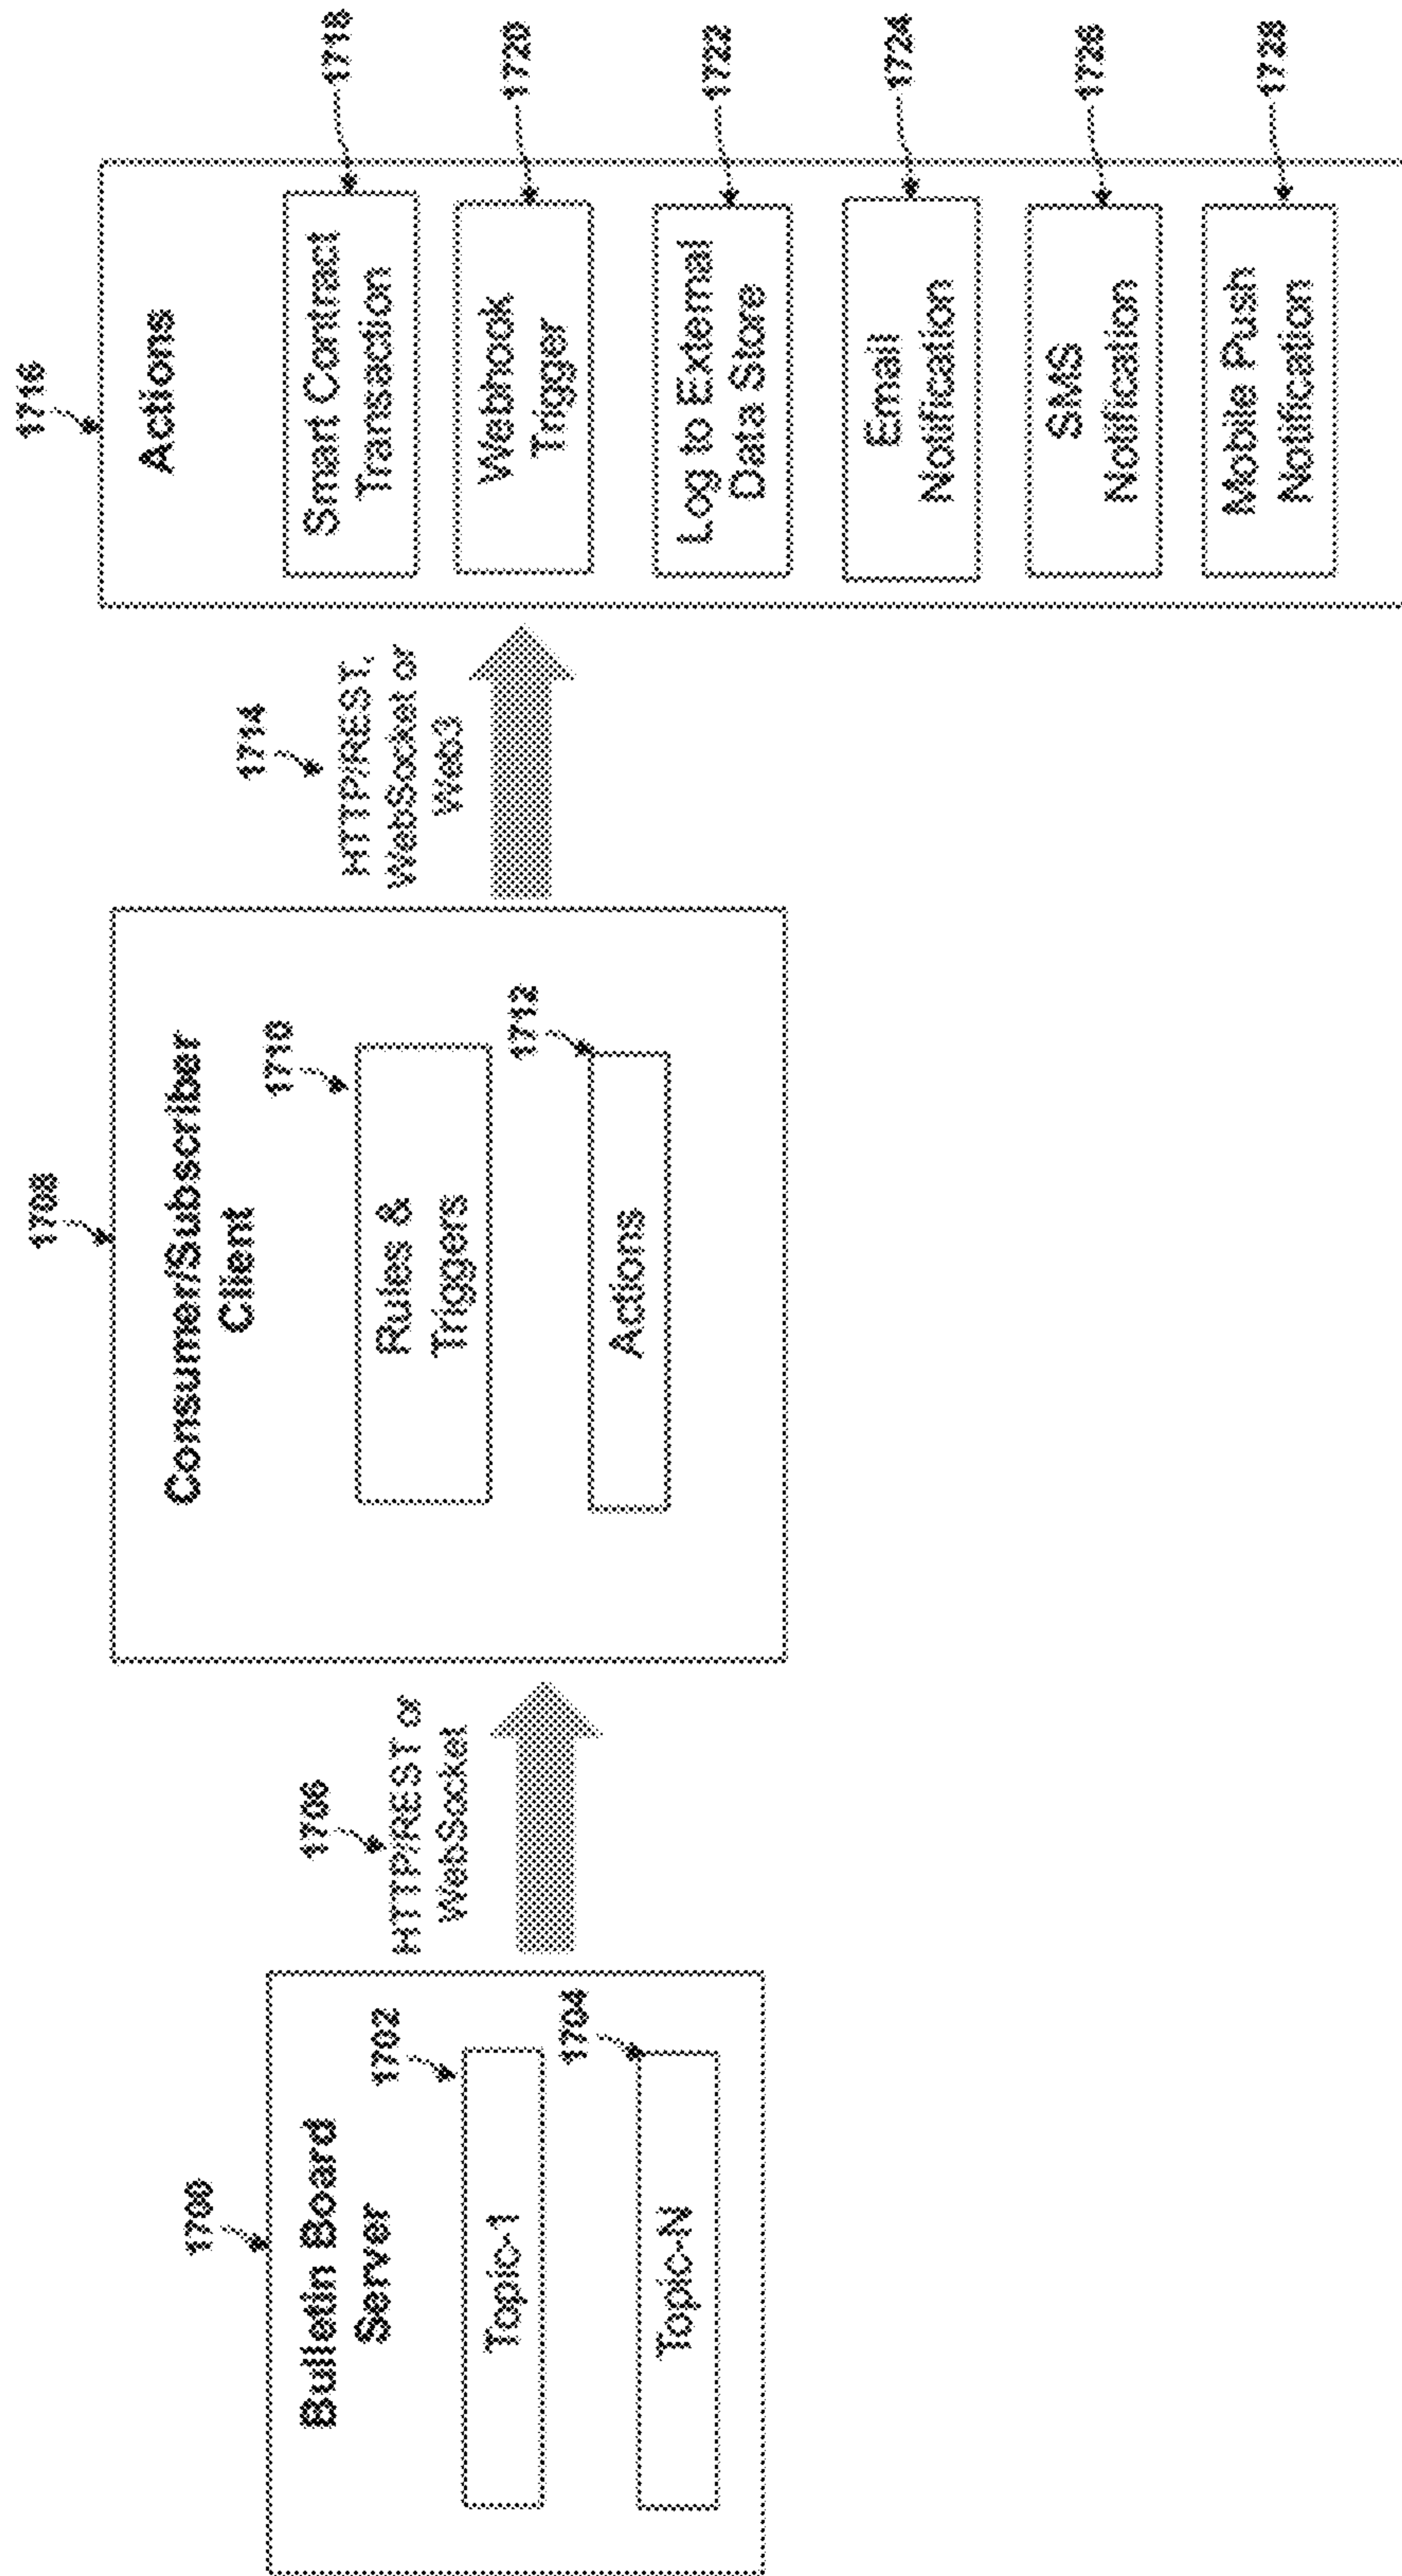 1700
Bulletin Board
Server
1702
Topic-1
1704
Topic-N
1706
HTTP/REST or
WebSocket
1708
Consumer/Subscriber
Client
1710
Rules &
Triggers
1712
Actions
1714
HTTP/REST,
WebSocket or
Web3
1716
Actions
1718
Smart Contract
Transaction
1720
Webhook
Trigger
1722
Log to External
Data Store
1724
Email
Notification
1726
SMS
Notification
1728
Mobile Push
Notification